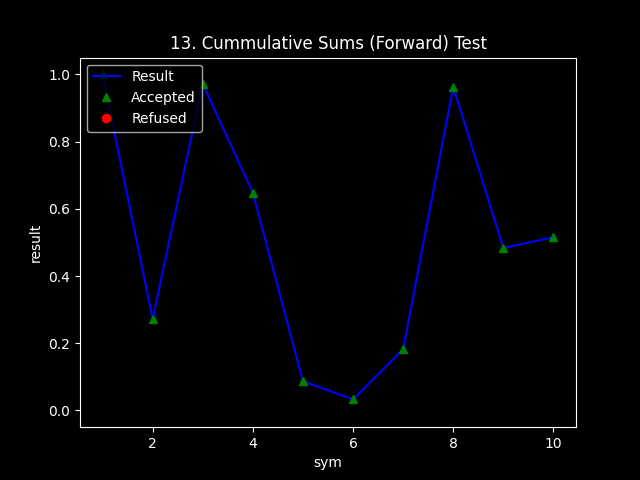 13. Cummulative Sums (Forward) Test
Result
Accepted
Refused
1.0
0.8
0.6
0.4
0.2
0.0
result
2 4 6 8 10
sym